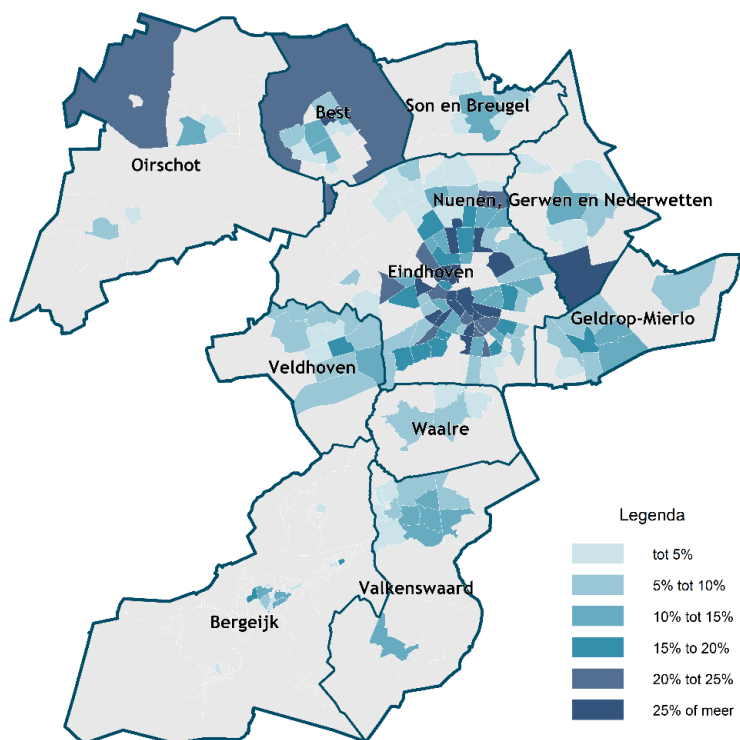 Best
Son en Breugel
Oirschot
Nuenen, Gerwen en Nederwetten
Eindhoven
Geldrop-Mierlo
Veldhoven
Waalre
Valkenswaard
Bergeijk
Legenda
tot 5%
5% tot 10%
10% tot 15%
15% to 20%
20% tot 25%
25% of meer